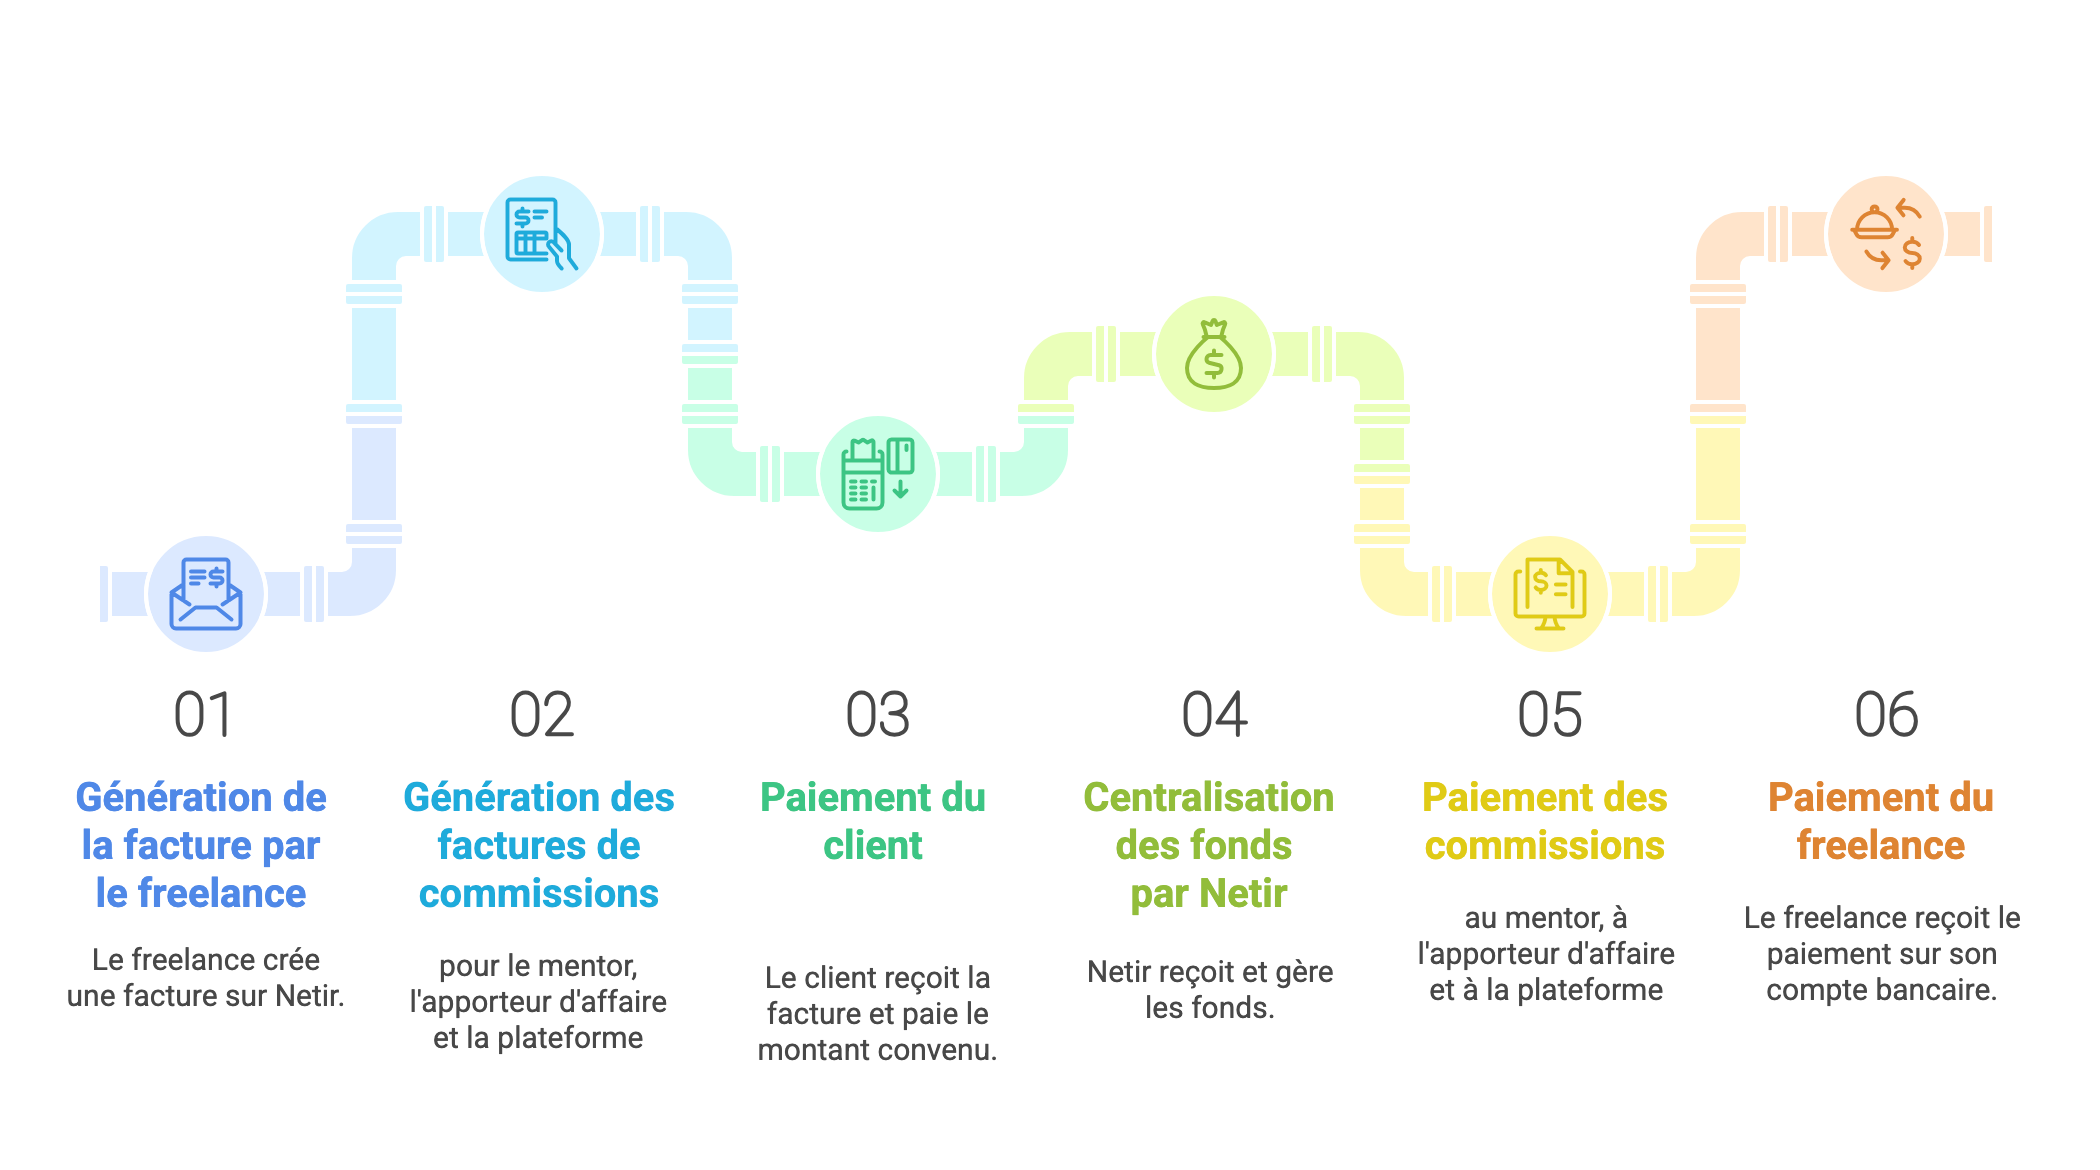 01
Génération de
la facture par
le freelance
Le freelance crée
une facture sur Netir.
02
Génération des
factures de
commissions
pour le mentor,
l'apporteur d'affaire
et la plateforme
03
Paiement du
client
Le client reçoit la
facture et paie le
montant convenu.
04
Centralisation
des fonds
par Netir
Netir reçoit et gère
les fonds.
05
Paiement des
commissions
au mentor, à
l'apporteur d'affaire
et à la plateforme
06
Paiement du
freelance
Le freelance reçoit le
paiement sur son
compte bancaire.